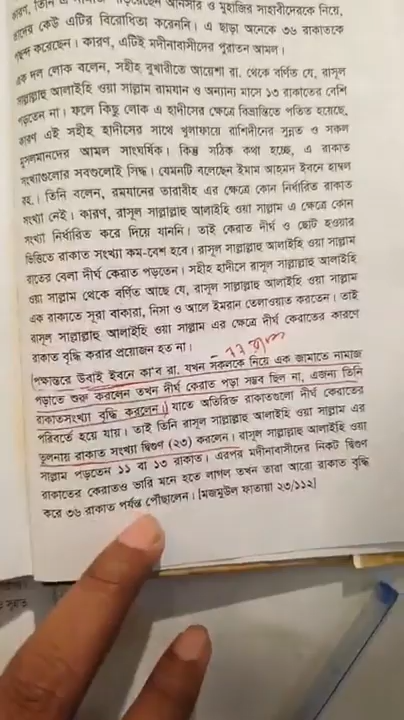 কারণ, তিনি
আনসার ও মুহাজির সাহাবীদেরকে নিয়ে,
তাদের কেউ এটির বিরোধিতা করেননি। এ ছাড়া অনেকে ৩৬ রাকাতকে
পছন্দ করেছেন। কারণ, এটিই মদীনাবাসীদের পুরাতন আমল।
এক দল লোক বলেন, সহীহ বুখারীতে আয়েশা রা. থেকে বর্ণিত যে, রাসূল
সাল্লাল্লাহু আলাইহি ওয়া সাল্লাম রামযান ও অন্যান্য মাসে ১৩ রাকাতের বেশি
পড়তেন না। ফলে কিছু লোক এ হাদীসের ক্ষেত্রে বিভ্রান্তিতে পতিত হয়েছে,
কারণ এই সহীহ হাদীসের সাথে খুলাফায়ে রাশিদীনের সুন্নত ও সকল
মুসলমানদের আমল সাংঘর্ষিক। কিন্তু সঠিক কথা হচ্ছে, এ রাকাত
সংখ্যাগুলোর সবগুলোই সিদ্ধ। যেমনটি বলেছেন ইমাম আহমদ ইবনে হাম্বল
রহ.। তিনি বলেন, রমযানের তারাবীহ এর ক্ষেত্রে কোন নির্ধারিত রাকাত
সংখ্যা নেই। কারণ, রাসূল সাল্লাল্লাহু আলাইহি ওয়া সাল্লাম এ ক্ষেত্রে কোন
সংখ্যা নির্ধারিত করে দিয়ে যাননি। তাই কেরাত দীর্ঘ ও ছোট হওয়ার
ভিত্তিতে রাকাত সংখ্যা কম-বেশ হবে। রাসূল সাল্লাল্লাহু আলাইহি ওয়া সাল্লাম
রাতের বেলা দীর্ঘ কেরাত পড়তেন। সহীহ হাদীসে রাসূল সাল্লাল্লাহু আলাইহি
ওয়া সাল্লাম থেকে বর্ণিত আছে যে, রাসূল সাল্লাল্লাহু আলাইহি ওয়া সাল্লাম
এক রাকাতে সূরা বাকারা, নিসা ও আলে ইমরান তেলাওয়াত করতেন। তাই
রাসূল সাল্লাল্লাহু আলাইহি ওয়া সাল্লাম এর ক্ষেত্রে দীর্ঘ কেরাতের কারণে
রাকাত বৃদ্ধি করার প্রয়োজন হত না।
পক্ষান্তরে উবাই ইবনে কা'ব রা. যখন সকলকে নিয়ে এক জামাতে নামাজ
পড়াতে শুরু করলেন তখন দীর্ঘ কেরাত পড়া সম্ভব ছিল না, এজন্য তিনি
রাকাতসংখ্যা বৃদ্ধি করলেন। যাতে অতিরিক্ত রাকাতগুলো দীর্ঘ কেরাতের
পরিবর্তে হয়ে যায়। তাই তিনি রাসূল সাল্লাল্লাহু আলাইহি ওয়া সাল্লাম এর
তুলনায় রাকাত সংখ্যা দ্বিগুণ (২৩) করলেন। রাসূল সাল্লাল্লাহু আলাইহি ওয়া
সাল্লাম পড়তেন ১১ বা ১৩ রাকাত। এরপর মদীনাবাসীদের নিকট দ্বিগুণ
রাকাতের কেরাতও ভারি মনে হতে লাগল তখন তারা আরো রাকাত বৃদ্ধি
করে ৩৬ রাকাত পর্যন্ত পৌঁছালেন। [মজমুউল ফাতায়া ২৩/১১২]